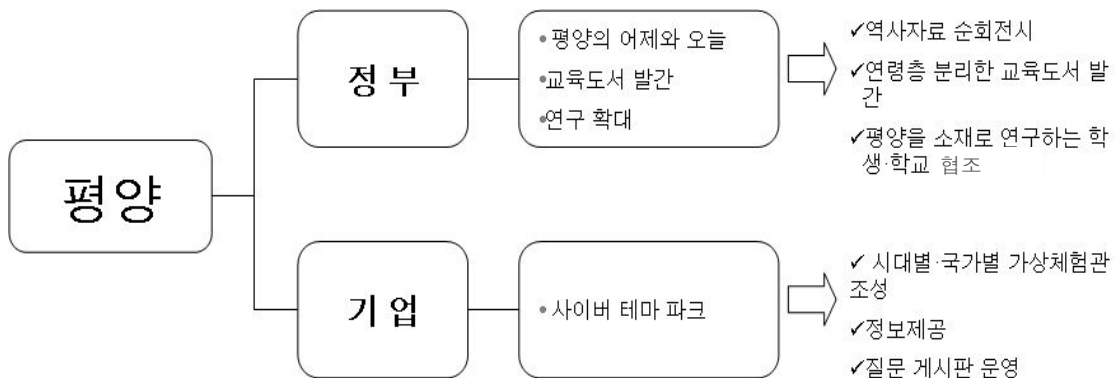 평양
정 부
• 평양의 어제와 오늘
•교육도서 발간
•연구 확대
✓역사자료 순회전시
✓연령층 분리한 교육도서 발
간
✓평양을 소재로 연구하는 학
생·학교 협조
기 업
• 사이버 테마 파크
✓ 시대별·국가별 가상체험관
조성
✓정보제공
✓질문 게시판 운영